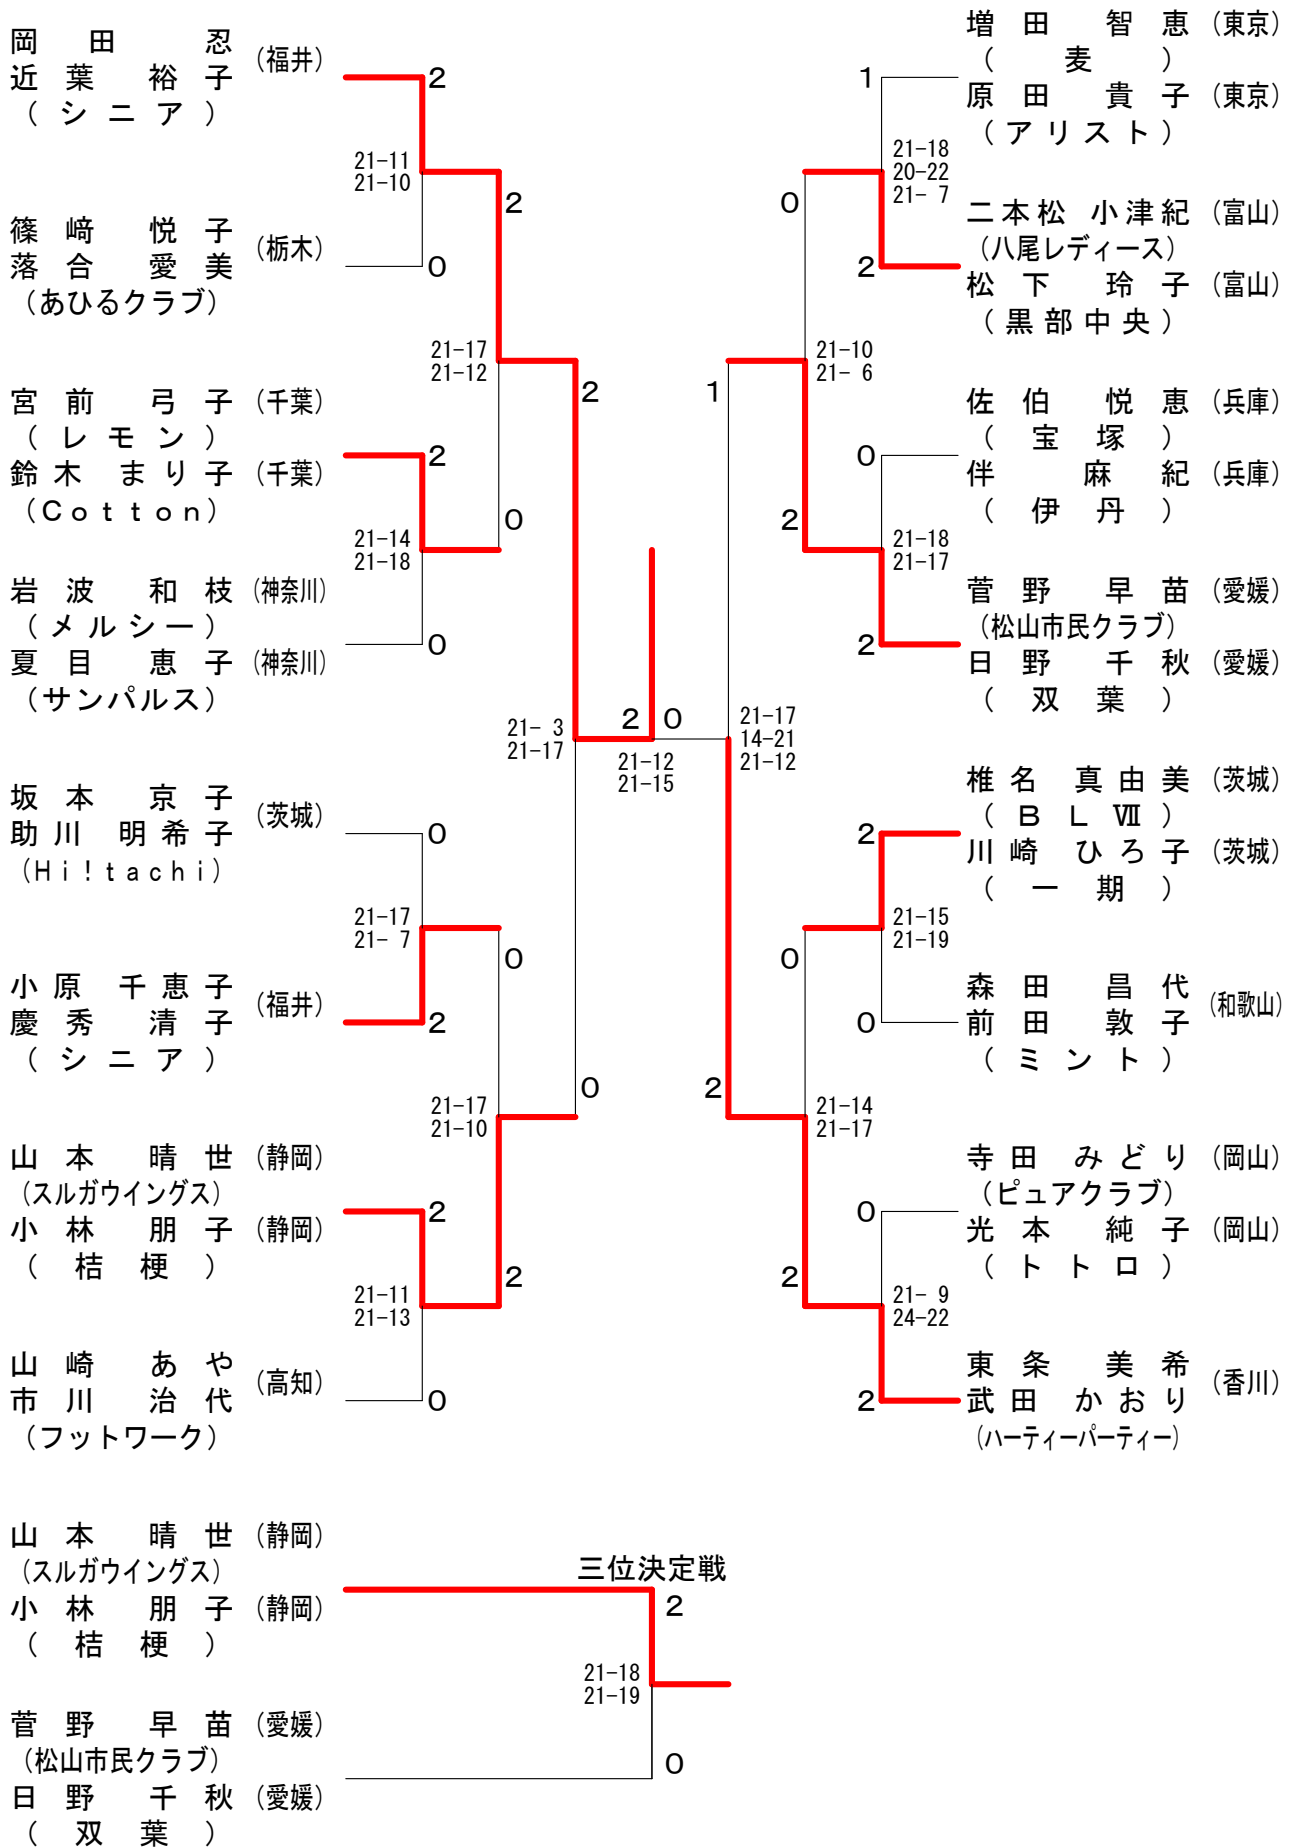 岡田 忍 (福井)
近葉 裕子
(シニア)
2
21-11
21-10
2
篠﨑 悦子 (栃木)
落合 愛美
(あひるクラブ)
0
21-17
21-12
2
宮前 弓子 (千葉)
(レモン)
鈴木 まり子 (千葉)
(Cotton)
2
21-14
21-18
0
岩波 和枝 (神奈川)
(メルシー)
夏目 恵子 (神奈川)
(サンパルス)
0
21- 3
21-17
坂本 京子 (茨城)
助川 明希子
(Hi!tachi)
0
21-17
21- 7
0
小原 千恵子 (福井)
慶秀 清子
(シニア)
2
21-17
21-10
0
山本 晴世 (静岡)
(スルガウイングス)
小林 朋子 (静岡)
(桔梗)
2
21-11
21-13
2
山崎 あや (高知)
市川 治代
(フットワーク)
0
2 0
21-12
21-15
増田 智恵 (東京)
(麦)
原田 貴子 (東京)
(アリスト)
1
21-18
20-22
21- 7
0
二本松 小津紀 (富山)
(八尾レディース)
松下 玲子 (富山)
(黒部中央)
2
21-10
21- 6
1
佐伯 悦恵 (兵庫)
(宝塚)
伴 麻紀 (兵庫)
(伊丹)
0
21-18
21-17
2
菅野 早苗 (愛媛)
(松山市民クラブ)
日野 千秋 (愛媛)
(双葉)
2
21-17
14-21
21-12
椎名 真由美 (茨城)
(BLⅦ)
川崎 ひろ子 (茨城)
(一期)
2
21-15
21-19
0
森田 昌代 (和歌山)
前田 敦子
(ミント)
0
21-14
21-17
2
寺田 みどり (岡山)
(ピュアクラブ)
光本 純子 (岡山)
(トトロ)
0
21- 9
24-22
2
東条 美希 (香川)
武田 かおり
(ハーティーパーティー)
2
三位決定戦
山本 晴世 (静岡)
(スルガウイングス)
小林 朋子 (静岡)
(桔梗)
2
21-18
21-19
菅野 早苗 (愛媛)
(松山市民クラブ)
日野 千秋 (愛媛)
(双葉)
0